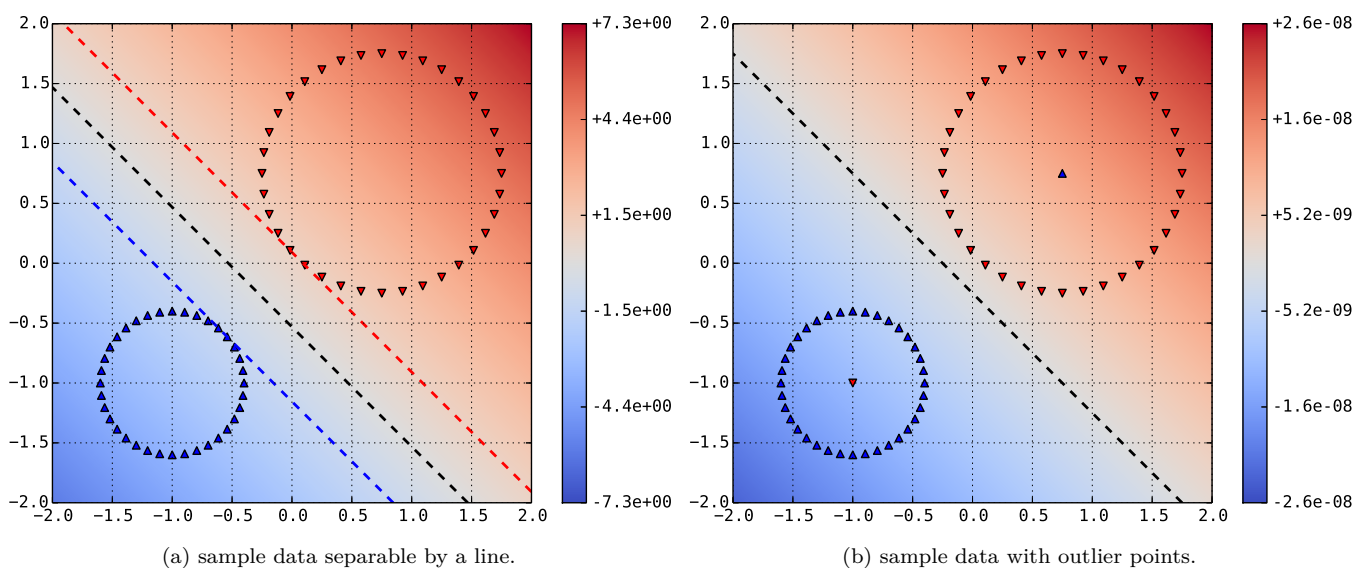 2.0
1.5
1.0
0.5
0.0
−0.5
−1.0
−1.5
−2.0
−2.0 −1.5 −1.0 −0.5 0.0 0.5 1.0 1.5 2.0
+7.3e+00
+4.4e+00
+1.5e+00
-1.5e+00
-4.4e+00
-7.3e+00
(a) sample data separable by a line.
2.0
1.5
1.0
0.5
0.0
−0.5
−1.0
−1.5
−2.0
−2.0 −1.5 −1.0 −0.5 0.0 0.5 1.0 1.5 2.0
+2.6e-08
+1.6e-08
+5.2e-09
-5.2e-09
-1.6e-08
-2.6e-08
(b) sample data with outlier points.